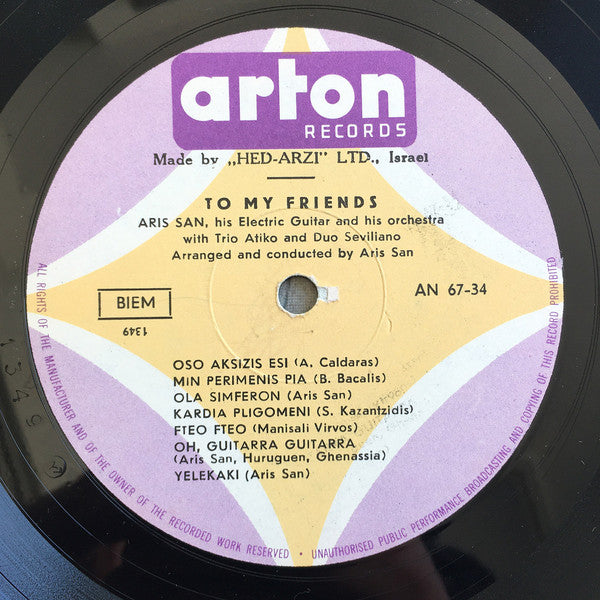 arton
RECORDS
Made by „HED-ARZI" LTD., Israel
TO MY FRIENDS
ARIS SAN, his Electric Guitar and his orchestra
with Trio Atiko and Duo Seviliano
Arranged and conducted by Aris San
BIEM
AN 67-34
1349
OSO AKSIZIS ESI (A. Caldaras)
MIN PERIMENIS PIA (B. Bacalis)
OLA SIMFERON (Aris San)
KARDIA PLIGOMENI (S. Kazantzidis)
FTEO FTEO (Manisali Virvos)
OH, GUITARRA GUITARRA
(Aris San, Huruguen, Ghenassia)
YELEKAKI (Aris San)
ALL RIGHTS OF THE MANUFACTURER AND OF THE OWNER OF THE RECORDED WORK RESERVED • UNAUTHORISED PUBLIC PERFORMANCE BROADCASTING AND COPYING OF THIS RECORD PROHIBITED
1349